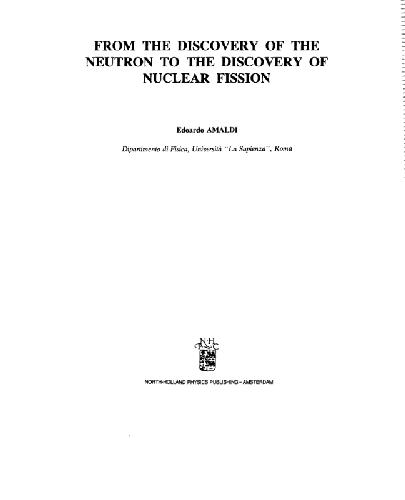 FROM THE DISCOVERY OF THE
NEUTRON TO THE DISCOVERY OF
NUCLEAR FISSION
Edoardo AMALDI
Dipartimento di Fisica, Università "La Sapienza", Roma
NORTH-HOLLAND PHYSICS PUBLISHING – AMSTERDAM